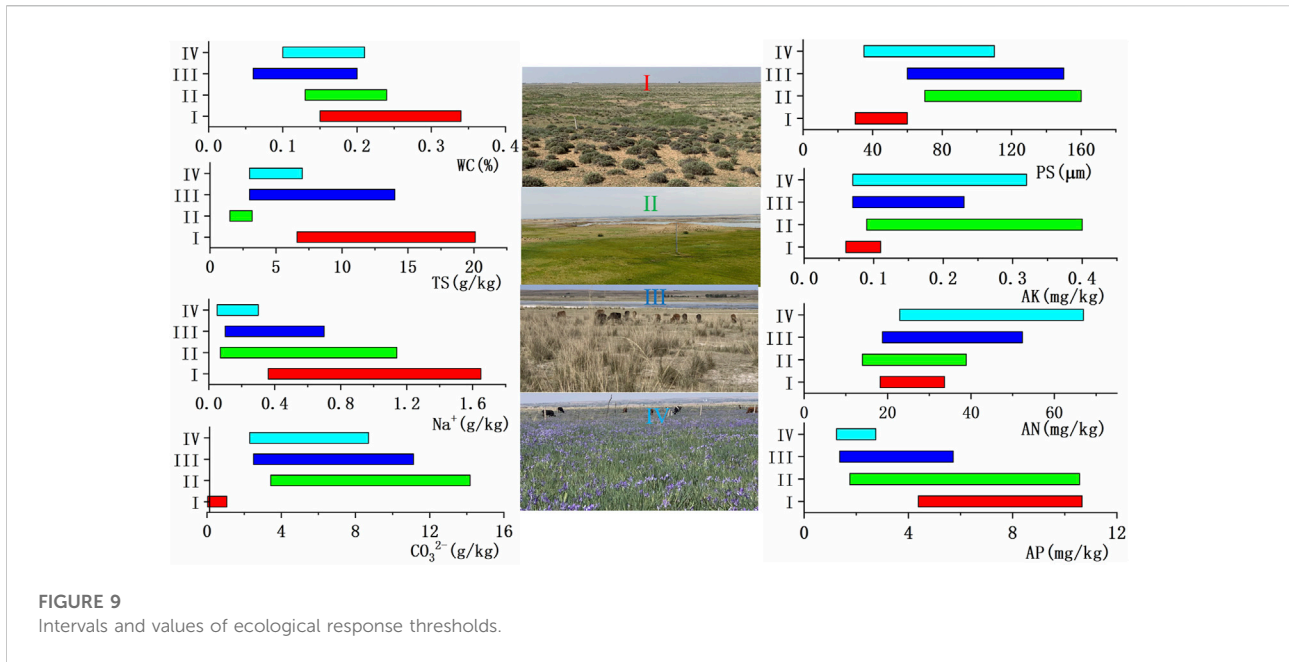 IV
III
II
I
0.0 0.1 0.2 0.3 0.4
WC(%)
IV
III
II
I
0 5 10 15 20
TS(g/kg)
IV
III
II
I
0.0 0.4 0.8 1.2 1.6
Na⁺(g/kg)
IV
III
II
I
0 4 8 12 16
CO₃²⁻(g/kg)
I
II
III
IV
IV
III
II
I
0 40 80 120 160
PS(μm)
IV
III
II
I
0.0 0.1 0.2 0.3 0.4
AK(mg/kg)
IV
III
II
I
0 20 40 60
AN(mg/kg)
IV
III
II
I
0 4 8 12
AP(mg/kg)
FIGURE 9
Intervals and values of ecological response thresholds.